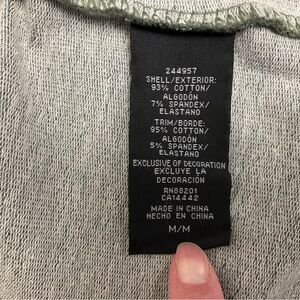 244957
SHELL/EXTERIOR:
93% COTTON/
ALGODÓN
7% SPANDEX/
ELASTANO
TRIM/BORDE:
95% COTTON/
ALGODÓN
5% SPANDEX/
ELASTANO
EXCLUSIVE OF DECORATION
EXCLUYE LA
DECORACIÓN
RN88201
CA14442
MADE IN CHINA
HECHO EN CHINA
M/M